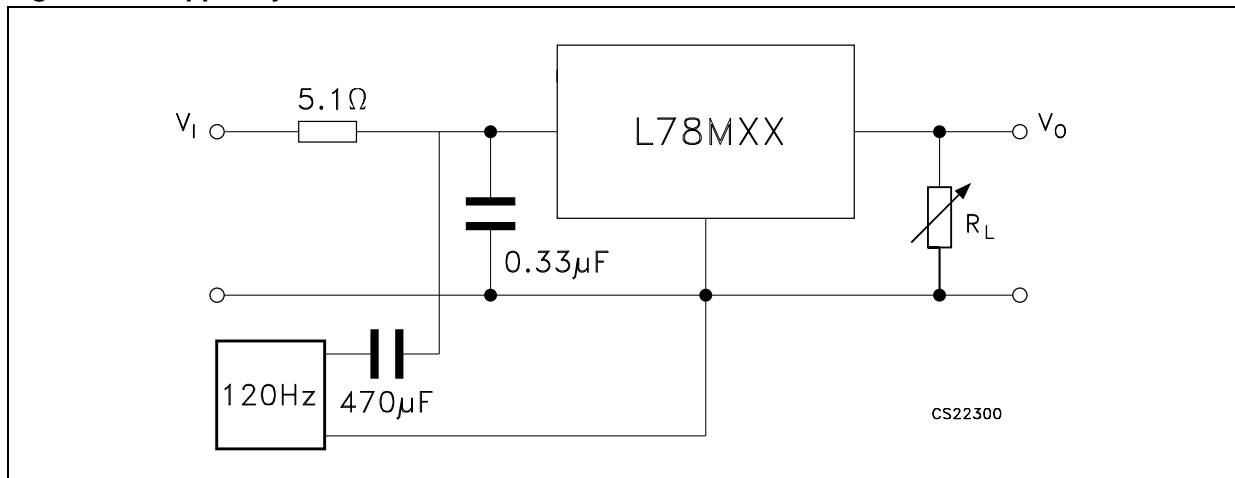 5.1Ω
V_I
L78MXX
V_O
R_L
0.33µF
120Hz
470µF
CS22300